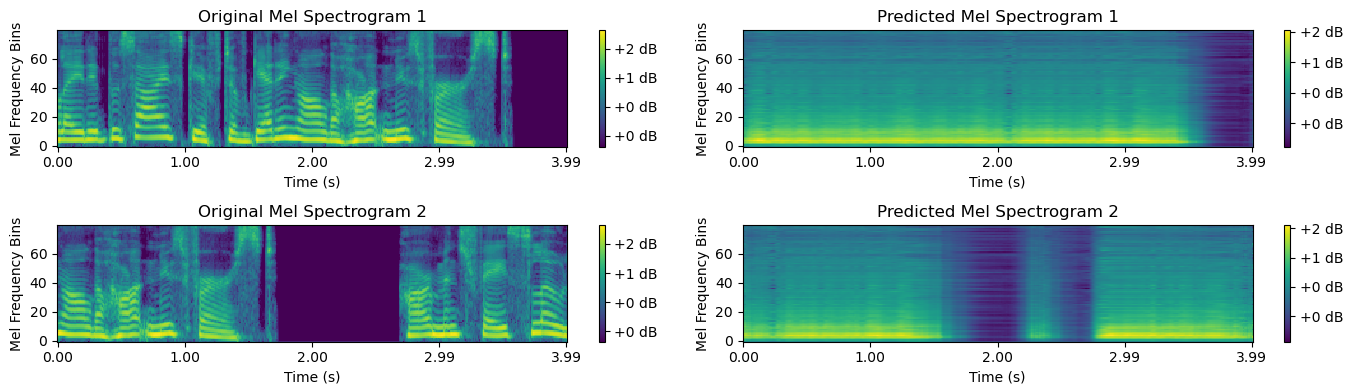 Original Mel Spectrogram 1
Mel Frequency Bins
60
40
20
0
0.00 1.00 2.00 2.99 3.99
Time (s)
+2 dB
+1 dB
+0 dB
+0 dB
Predicted Mel Spectrogram 1
Mel Frequency Bins
60
40
20
0
0.00 1.00 2.00 2.99 3.99
Time (s)
+2 dB
+1 dB
+0 dB
+0 dB
Original Mel Spectrogram 2
Mel Frequency Bins
60
40
20
0
0.00 1.00 2.00 2.99 3.99
Time (s)
+2 dB
+1 dB
+0 dB
+0 dB
Predicted Mel Spectrogram 2
Mel Frequency Bins
60
40
20
0
0.00 1.00 2.00 2.99 3.99
Time (s)
+2 dB
+1 dB
+0 dB
+0 dB